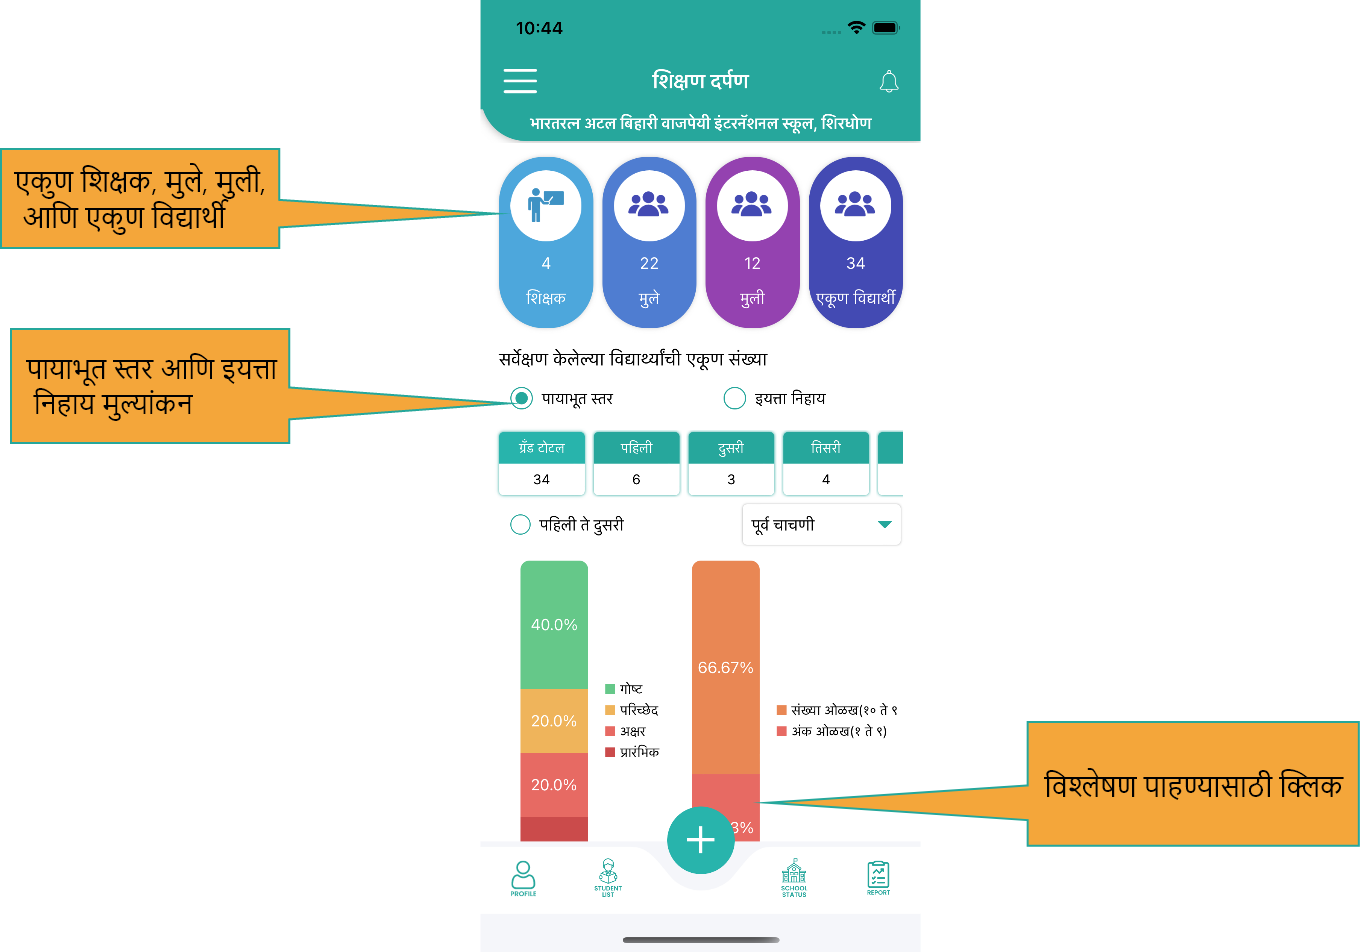 10:44
शिक्षण दर्पण
भारतरत्न अटल बिहारी वाजपेयी इंटरनॅशनल स्कूल, शिरधोण
एकुण शिक्षक, मुले, मुली,
आणि एकुण विद्यार्थी
4
22
12
34
शिक्षक
मुले
मुली
एकूण विद्यार्थी
सर्वेक्षण केलेल्या विद्यार्थ्यांची एकूण संख्या
पायाभूत स्तर आणि इयत्ता
निहाय मुल्यांकन
पायाभूत स्तर
इयत्ता निहाय
ग्रँड टोटल
पहिली
दुसरी
तिसरी
34
6
3
4
पहिली ते दुसरी
पूर्व चाचणी
40.0%
20.0%
20.0%
गोष्ट
परिच्छेद
अक्षर
प्रारंभिक
66.67%
3%
संख्या ओळख(१० ते ९
अंक ओळख(१ ते ९)
विश्लेषण पाहण्यासाठी क्लिक
PROFILE
STUDENT
LIST
SCHOOL
STATUS
REPORT